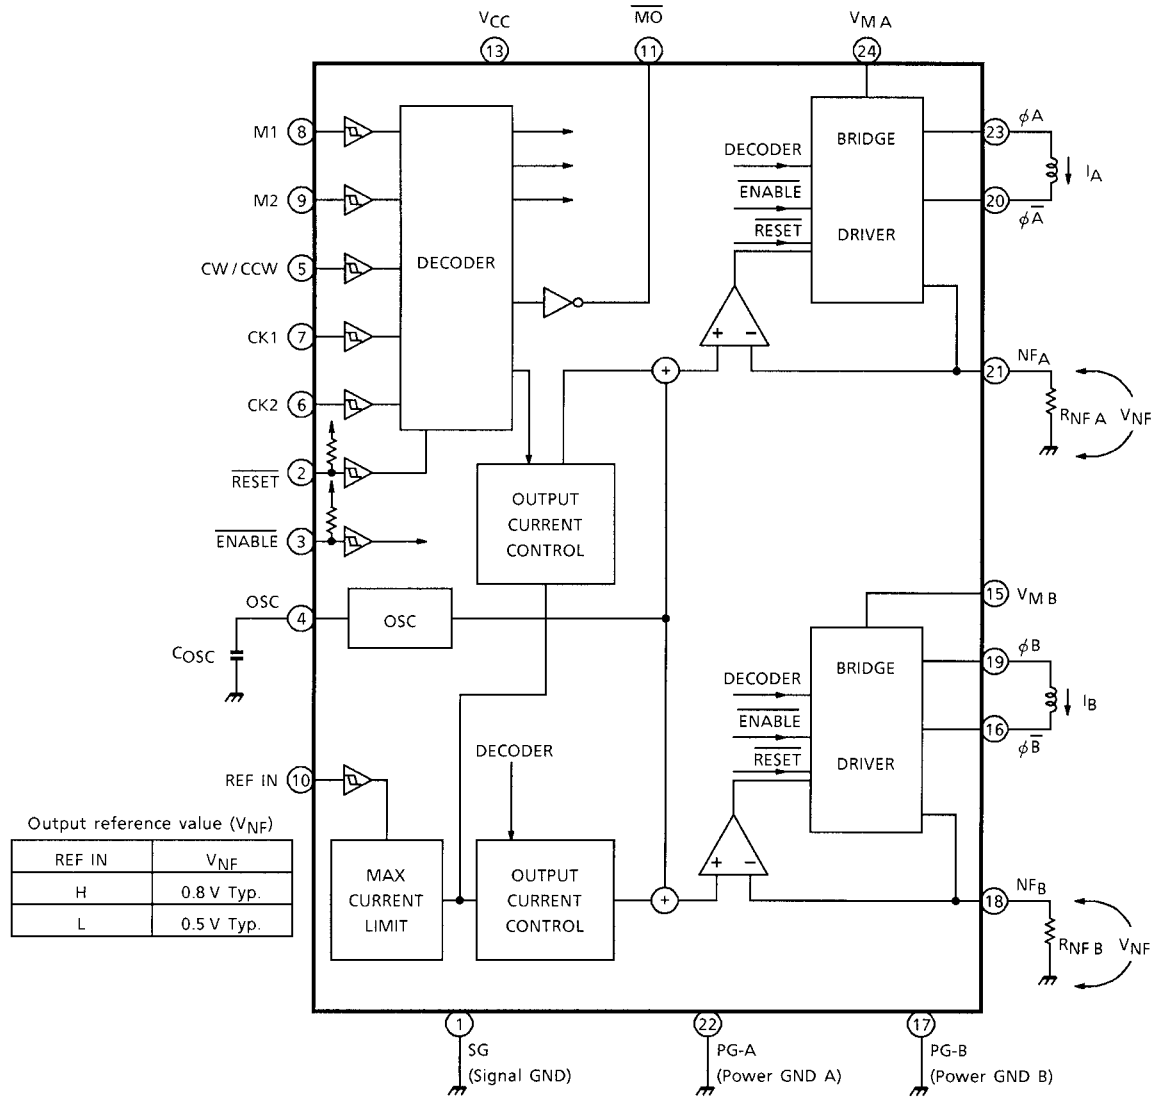 VCC
13
MO
11
VMA
24
M1 8
M2 9
CW/CCW 5
CK1 7
CK2 6
RESET 2
ENABLE 3
OSC 4
COSC
DECODER
OUTPUT
CURRENT
CONTROL
OSC
DECODER
ENABLE
RESET
BRIDGE
DRIVER
+ −
+
23 φA
IA
20 φA
21 NFA
RNFA
VNF
15 VMB
DECODER
ENABLE
RESET
BRIDGE
DRIVER
+ −
+
19 φB
IB
16 φB
18 NFB
RNFB
VNF
REF IN 10
DECODER
MAX
CURRENT
LIMIT
OUTPUT
CURRENT
CONTROL
Output reference value (VNF)
REF IN VNF
H 0.8 V Typ.
L 0.5 V Typ.
1
SG
(Signal GND)
22
PG-A
(Power GND A)
17
PG-B
(Power GND B)